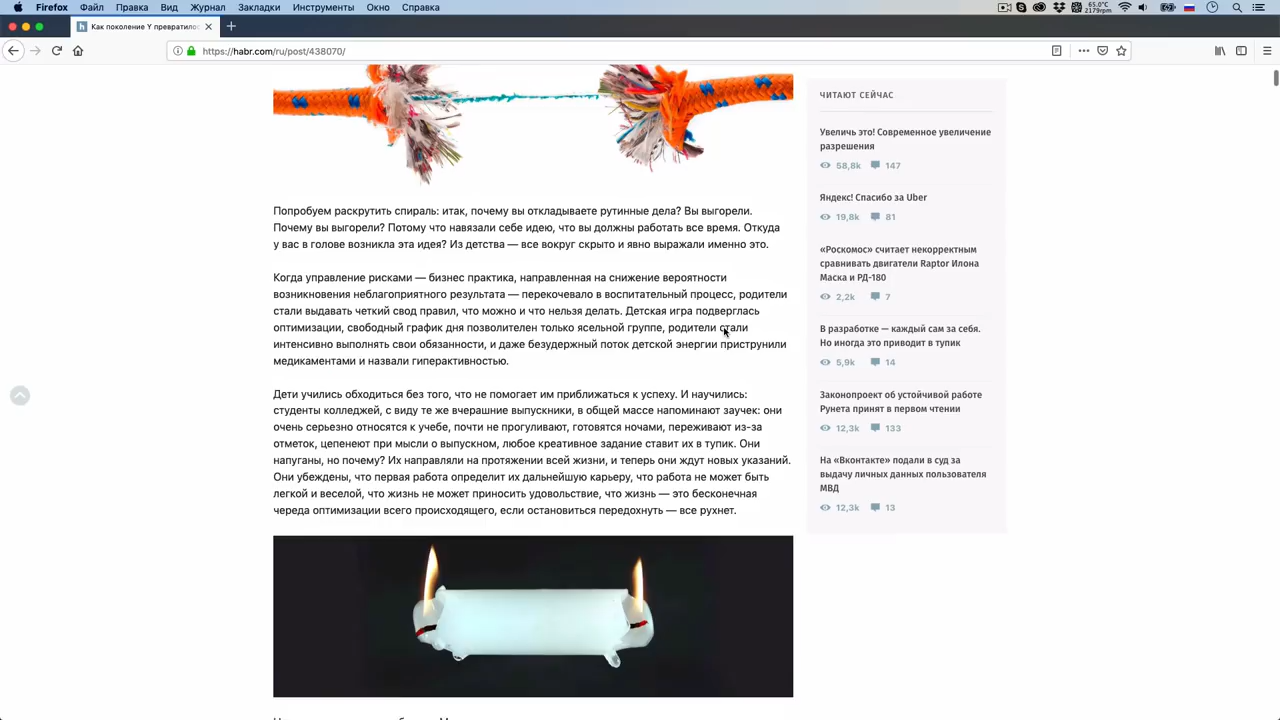 Firefox Файл Правка Вид Журнал Закладки Инструменты Окно Справка
65.0°C
2179rpm
Как поколение Y превратилос
https://habr.com/ru/post/438070/
Попробуем раскрутить спираль: итак, почему вы откладываете рутинные дела? Вы выгорели.
Почему вы выгорели? Потому что навязали себе идею, что вы должны работать все время. Откуда
у вас в голове возникла эта идея? Из детства — все вокруг скрыто и явно выражали именно это.
Когда управление рисками — бизнес практика, направленная на снижение вероятности
возникновения неблагоприятного результата — перекочевало в воспитательный процесс, родители
стали выдавать четкий свод правил, что можно и что нельзя делать. Детская игра подверглась
оптимизации, свободный график дня позволителен только ясельной группе, родители стали
интенсивно выполнять свои обязанности, и даже безудержный поток детской энергии приструнили
медикаментами и назвали гиперактивностью.
Дети учились обходиться без того, что не помогает им приближаться к успеху. И научились:
студенты колледжей, с виду те же вчерашние выпускники, в общей массе напоминают заучек: они
очень серьезно относятся к учебе, почти не прогуливают, готовятся ночами, переживают из-за
отметок, цепенеют при мысли о выпускном, любое креативное задание ставит их в тупик. Они
напуганы, но почему? Их направляли на протяжении всей жизни, и теперь они ждут новых указаний.
Они убеждены, что первая работа определит их дальнейшую карьеру, что работа не может быть
легкой и веселой, что жизнь не может приносить удовольствие, что жизнь — это бесконечная
череда оптимизации всего происходящего, если остановиться передохнуть — все рухнет.
ЧИТАЮТ СЕЙЧАС
Увеличь это! Современное увеличение
разрешения
58,8k 147
Яндекс! Спасибо за Uber
19,8k 81
«Роскомос» считает некорректным
сравнивать двигатели Raptor Илона
Маска и РД-180
2,2k 7
В разработке — каждый сам за себя.
Но иногда это приводит в тупик
5,9k 14
Законопроект об устойчивой работе
Рунета принят в первом чтении
12,3k 133
На «Вконтакте» подали в суд за
выдачу личных данных пользователя
МВД
12,3k 13